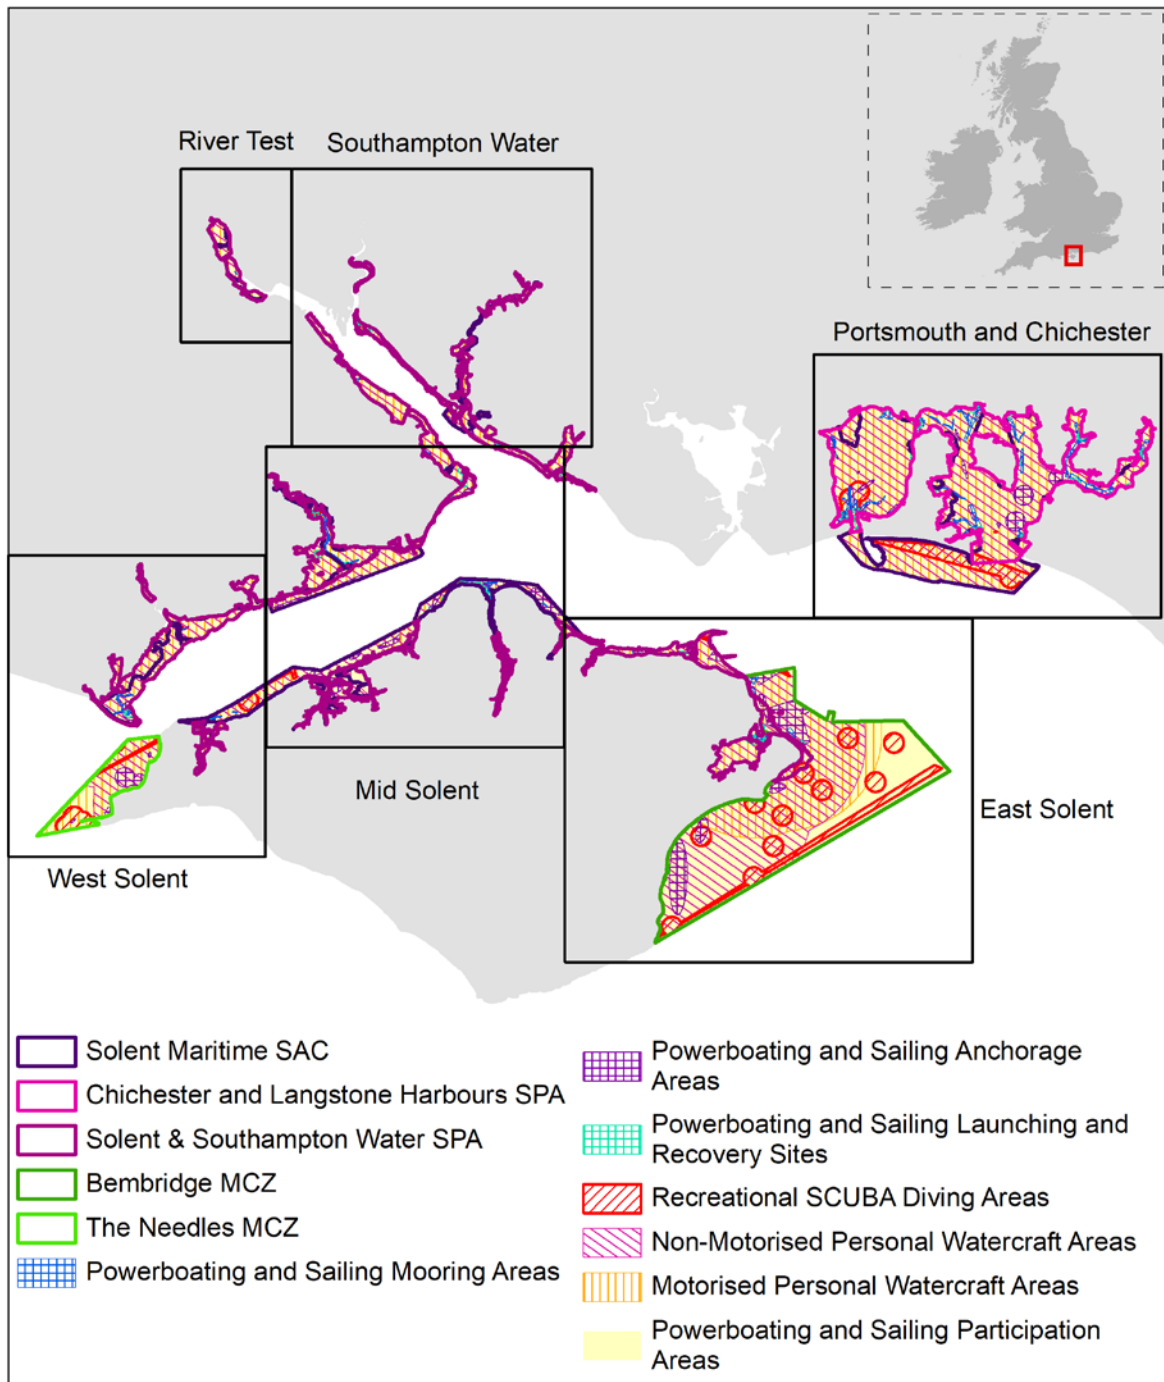 River Test
Southampton Water
Portsmouth and Chichester
Mid Solent
East Solent
West Solent
Solent Maritime SAC
Chichester and Langstone Harbours SPA
Solent & Southampton Water SPA
Bembridge MCZ
The Needles MCZ
Powerboating and Sailing Mooring Areas
Powerboating and Sailing Anchorage
Areas
Powerboating and Sailing Launching and
Recovery Sites
Recreational SCUBA Diving Areas
Non-Motorised Personal Watercraft Areas
Motorised Personal Watercraft Areas
Powerboating and Sailing Participation
Areas